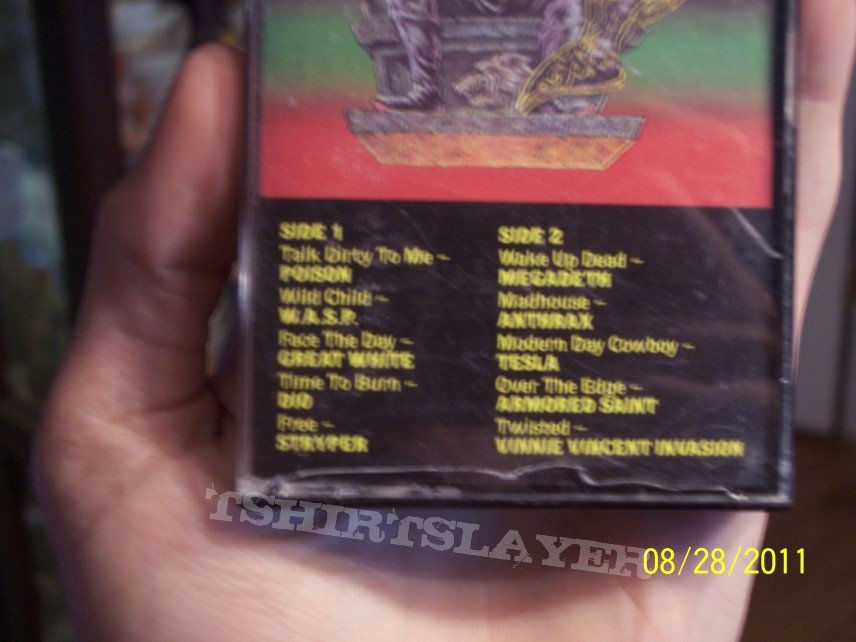 SIDE 1
Talk Dirty To Me –
POISON
Wild Child –
W.A.S.P.
Face The Day –
GREAT WHITE
Time To Burn –
DIO
Free –
STRYPER
SIDE 2
Wake Up Dead –
MEGADETH
Madhouse –
ANTHRAX
Modern Day Cowboy –
TESLA
Over The Edge –
ARMORED SAINT
Twisted –
VINNIE VINCENT INVASION
TSHIRTSLAYER
08/28/2011